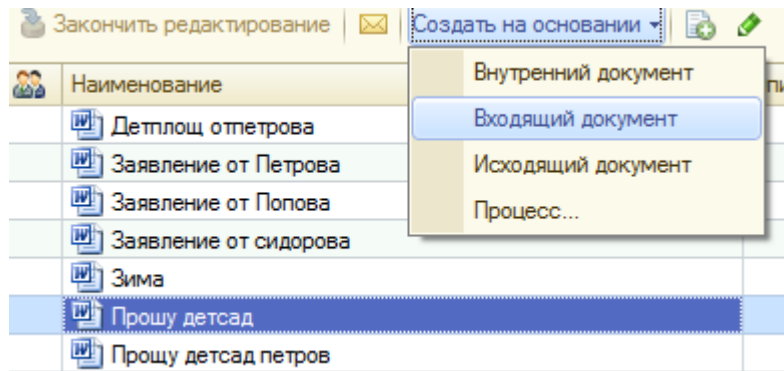 Закончить редактирование Создать на основании
Внутренний документ
Наименование
Входящий документ
Детплощ отпетрова
Заявление от Петрова
Исходящий документ
Заявление от Попова
Процесс...
Заявление от сидорова
Зима
Прошу детсад
Прощу детсад петров